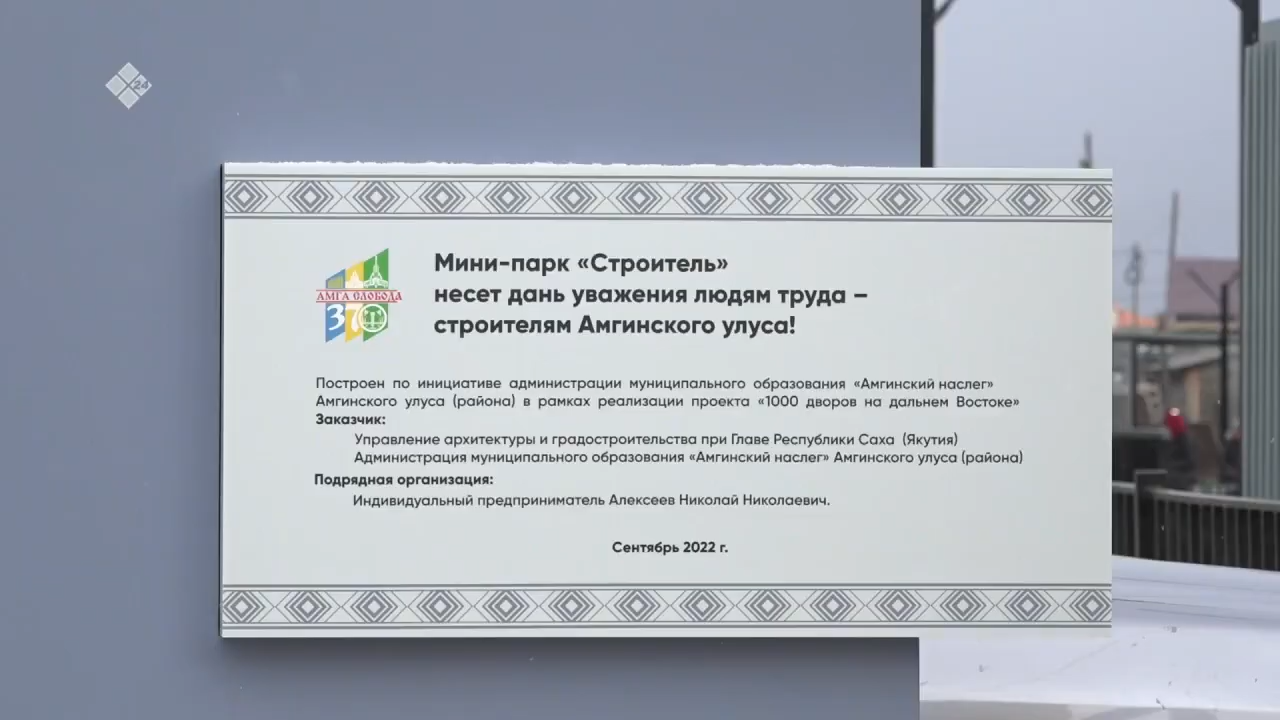 24
Мини-парк «Строитель»
несет дань уважения людям труда –
строителям Амгинского улуса!
АМГА СЛОБОДА
370
Построен по инициативе администрации муниципального образования «Амгинский наслег»
Амгинского улуса (района) в рамках реализации проекта «1000 дворов на дальнем Востоке»
Заказчик:
Управление архитектуры и градостроительства при Главе Республики Саха (Якутия)
Администрация муниципального образования «Амгинский наслег» Амгинского улуса (района)
Подрядная организация:
Индивидуальный предприниматель Алексеев Николай Николаевич.
Сентябрь 2022 г.